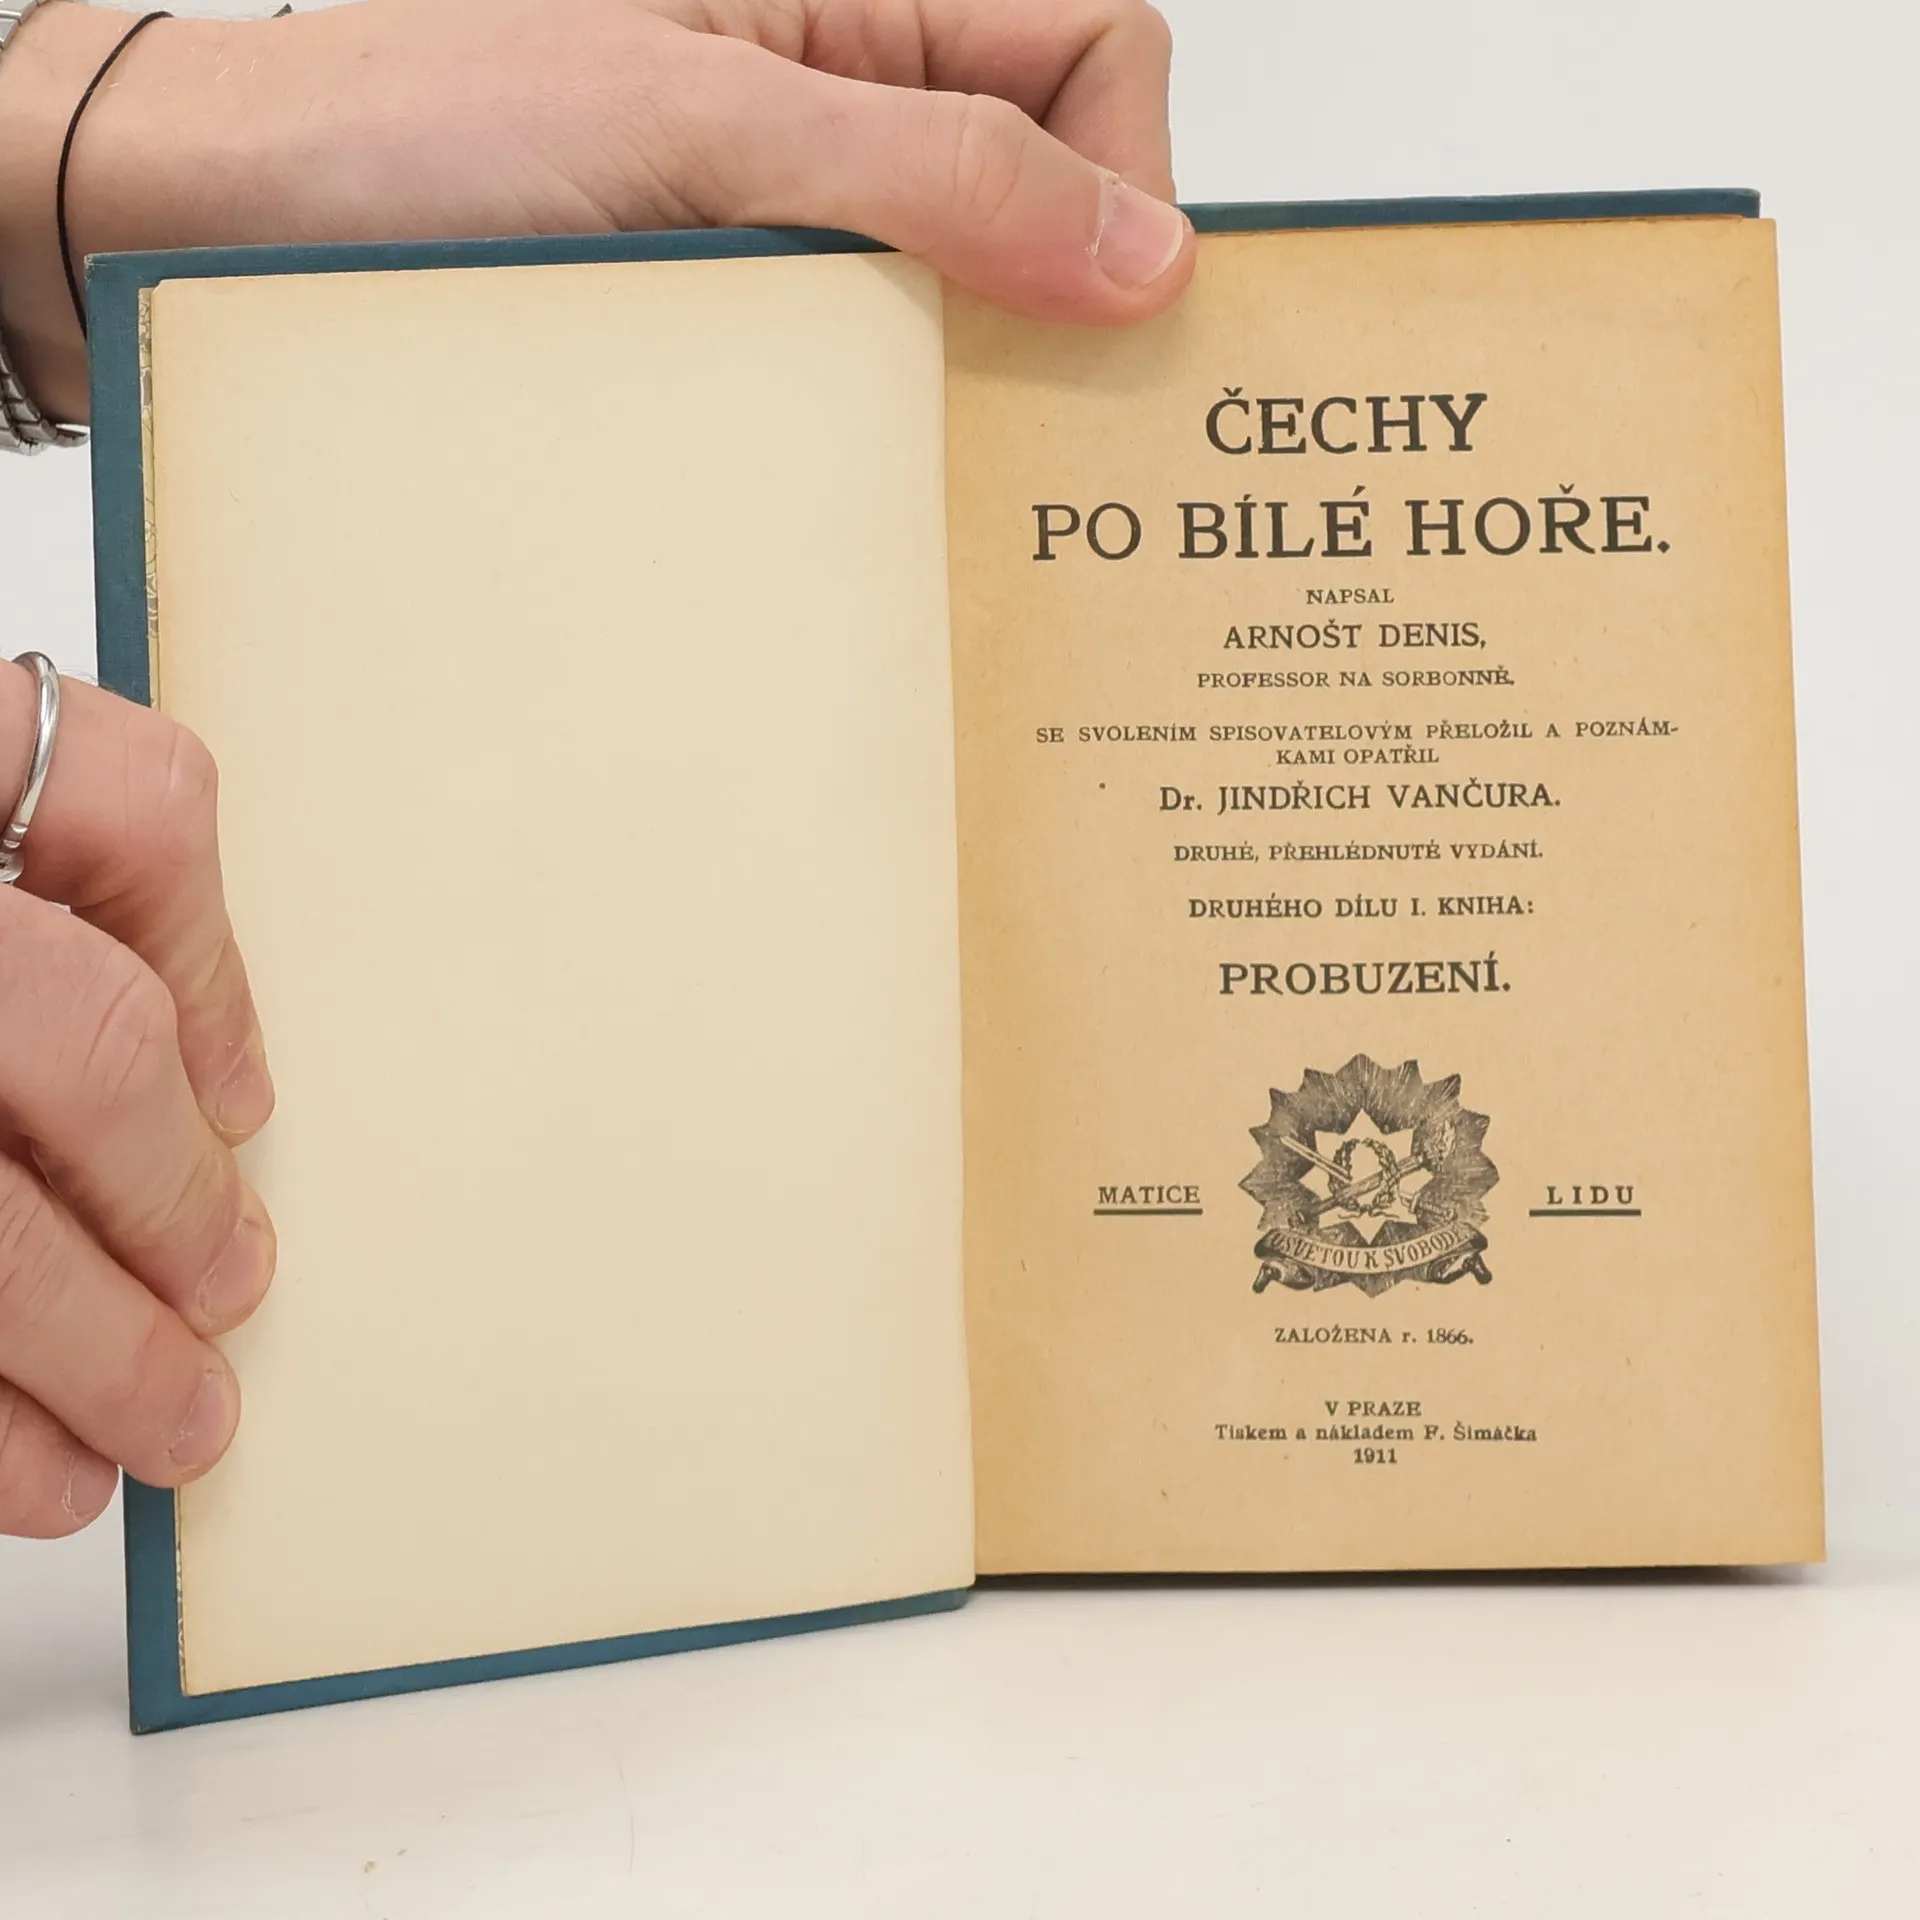 ČECHY
PO BÍLÉ HOŘE.
NAPSAL
ARNOŠT DENIS,
PROFESSOR NA SORBONNĚ.
SE SVOLENÍM SPISOVATELOVÝM PŘELOŽIL A POZNÁM-
KAMI OPATŘIL
Dr. JINDŘICH VANČURA.
DRUHÉ, PŘEHLÉDNUTÉ VYDÁNÍ.
DRUHÉHO DÍLU I. KNIHA:
PROBUZENÍ.
MATICE LIDU
OSVĚTOU K SVOBODĚ
ZALOŽENA r. 1866.
V PRAZE
Tiskem a nákladem F. Šimáčka
1911